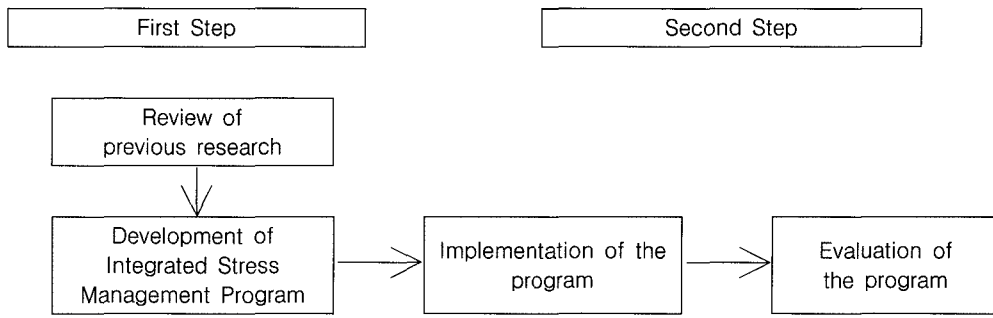 First Step
Second Step
Review of
previous research
Development of
Integrated Stress
Management Program
Implementation of the
program
Evaluation of
the program